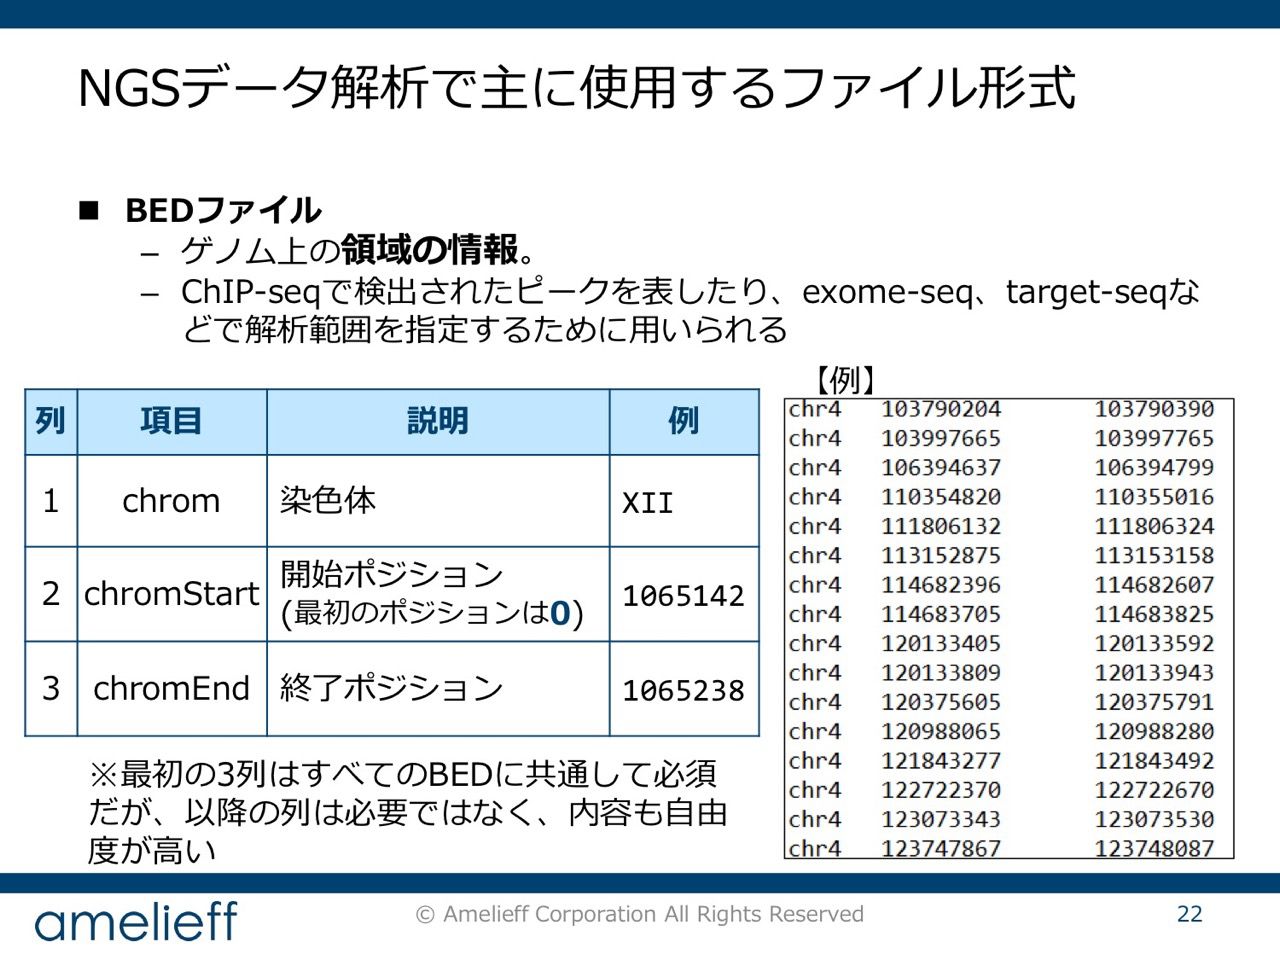 NGSデータ解析で主に使用するファイル形式
■ BEDファイル
– ゲノム上の領域の情報。
– ChIP-seqで検出されたピークを表したり、exome-seq、target-seqな
どで解析範囲を指定するために用いられる
列 項目 説明 例
1 chrom 染色体 XII
2 chromStart 開始ポジション
(最初のポジションは0) 1065142
3 chromEnd 終了ポジション 1065238
※最初の3列はすべてのBEDに共通して必須
だが、以降の列は必要ではなく、内容も自由
度が高い
【例】
chr4 103790204 103790390
chr4 103997665 103997765
chr4 106394637 106394799
chr4 110354820 110355016
chr4 111806132 111806324
chr4 113152875 113153158
chr4 114682396 114682607
chr4 114683705 114683825
chr4 120133405 120133592
chr4 120133809 120133943
chr4 120375605 120375791
chr4 120988065 120988280
chr4 121843277 121843492
chr4 122722370 122722670
chr4 123073343 123073530
chr4 123747867 123748087
amelieff
© Amelieff Corporation All Rights Reserved
22